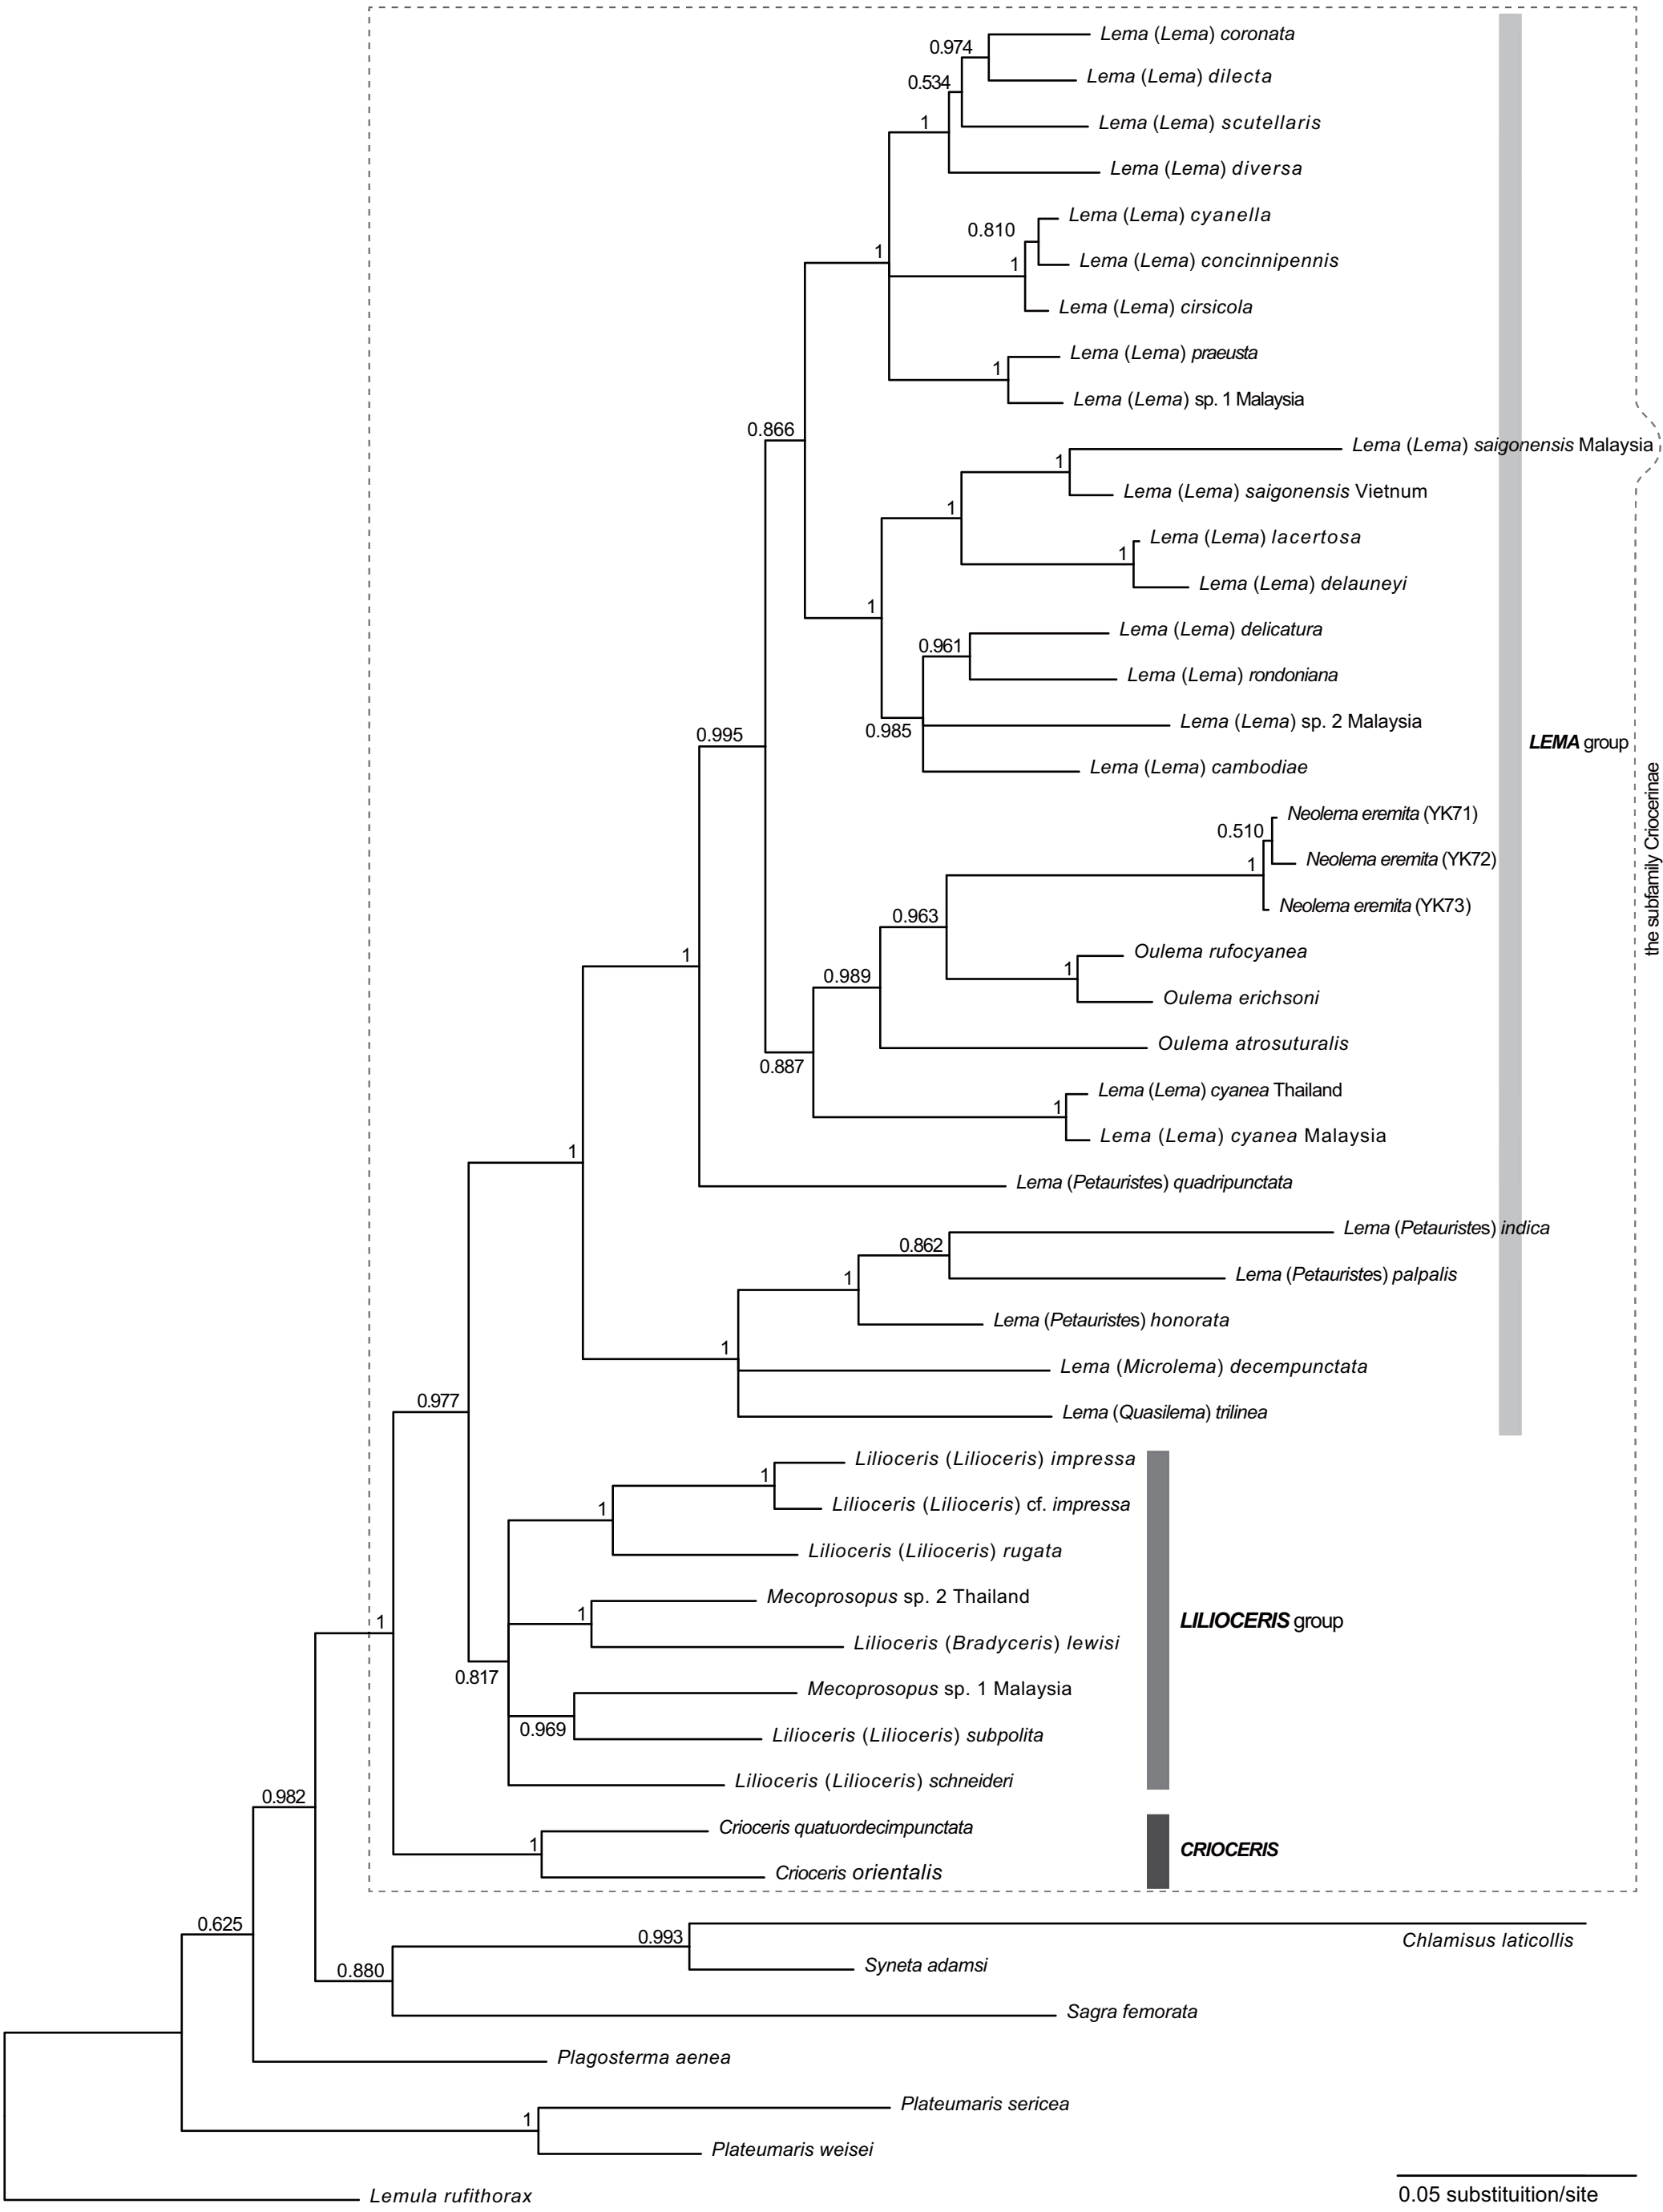 Lema (Lema) coronata
0.974
Lema (Lema) dilecta
0.534
Lema (Lema) scutellaris
1
Lema (Lema) diversa
Lema (Lema) cyanella
0.810
1
Lema (Lema) concinnipennis
1
Lema (Lema) cirsicola
Lema (Lema) praeusta
1
Lema (Lema) sp. 1 Malaysia
0.866
Lema (Lema) saigonensis Malaysia
1
Lema (Lema) saigonensis Vietnum
1
Lema (Lema) lacertosa
1
Lema (Lema) delauneyi
1
Lema (Lema) delicatura
0.961
Lema (Lema) rondoniana
Lema (Lema) sp. 2 Malaysia
0.985
0.995
LEMA group
Lema (Lema) cambodiae
Neolema eremita (YK71)
0.510
Neolema eremita (YK72)
1
the subfamily Criocerinae
Neolema eremita (YK73)
0.963
Oulema rufocyanea
1
1
0.989
Oulema erichsoni
Oulema atrosuturalis
0.887
Lema (Lema) cyanea Thailand
1
Lema (Lema) cyanea Malaysia
1
Lema (Petauristes) quadripunctata
Lema (Petauristes) indica
0.862
Lema (Petauristes) palpalis
1
Lema (Petauristes) honorata
1
Lema (Microlema) decempunctata
0.977
Lema (Quasilema) trilinea
Lilioceris (Lilioceris) impressa
1
Lilioceris (Lilioceris) cf. impressa
1
Lilioceris (Lilioceris) rugata
Mecoprosopus sp. 2 Thailand
1
1
LILIOCERIS group
Lilioceris (Bradyceris) lewisi
0.817
Mecoprosopus sp. 1 Malaysia
0.969
Lilioceris (Lilioceris) subpolita
Lilioceris (Lilioceris) schneideri
0.982
Crioceris quatuordecimpunctata
1
CRIOCERIS
Crioceris orientalis
0.625
0.993
Chlamisus laticollis
Syneta adamsi
0.880
Sagra femorata
Plagosterma aenea
Plateumaris sericea
1
Plateumaris weisei
Lemula rufithorax
0.05 substituition/site